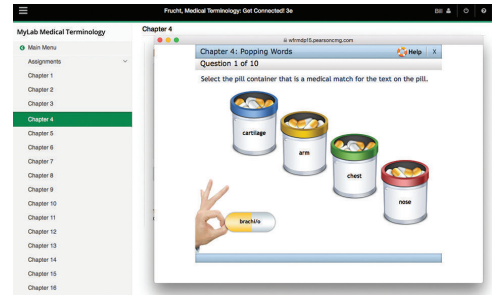 Frucht, Medical Terminology: Get Connected! 3e
MyLab Medical Terminology
Main Menu
Assignments
Chapter 1
Chapter 2
Chapter 3
Chapter 4
Chapter 5
Chapter 6
Chapter 7
Chapter 8
Chapter 9
Chapter 10
Chapter 11
Chapter 12
Chapter 13
Chapter 14
Chapter 15
Chapter 16
Chapter 4
wfrmdp15.pearsoncmg.com
Chapter 4: Popping Words
Help X
Question 1 of 10
Select the pill container that is a medical match for the text on the pill.
cartilage
arm
chest
nose
brachi/o